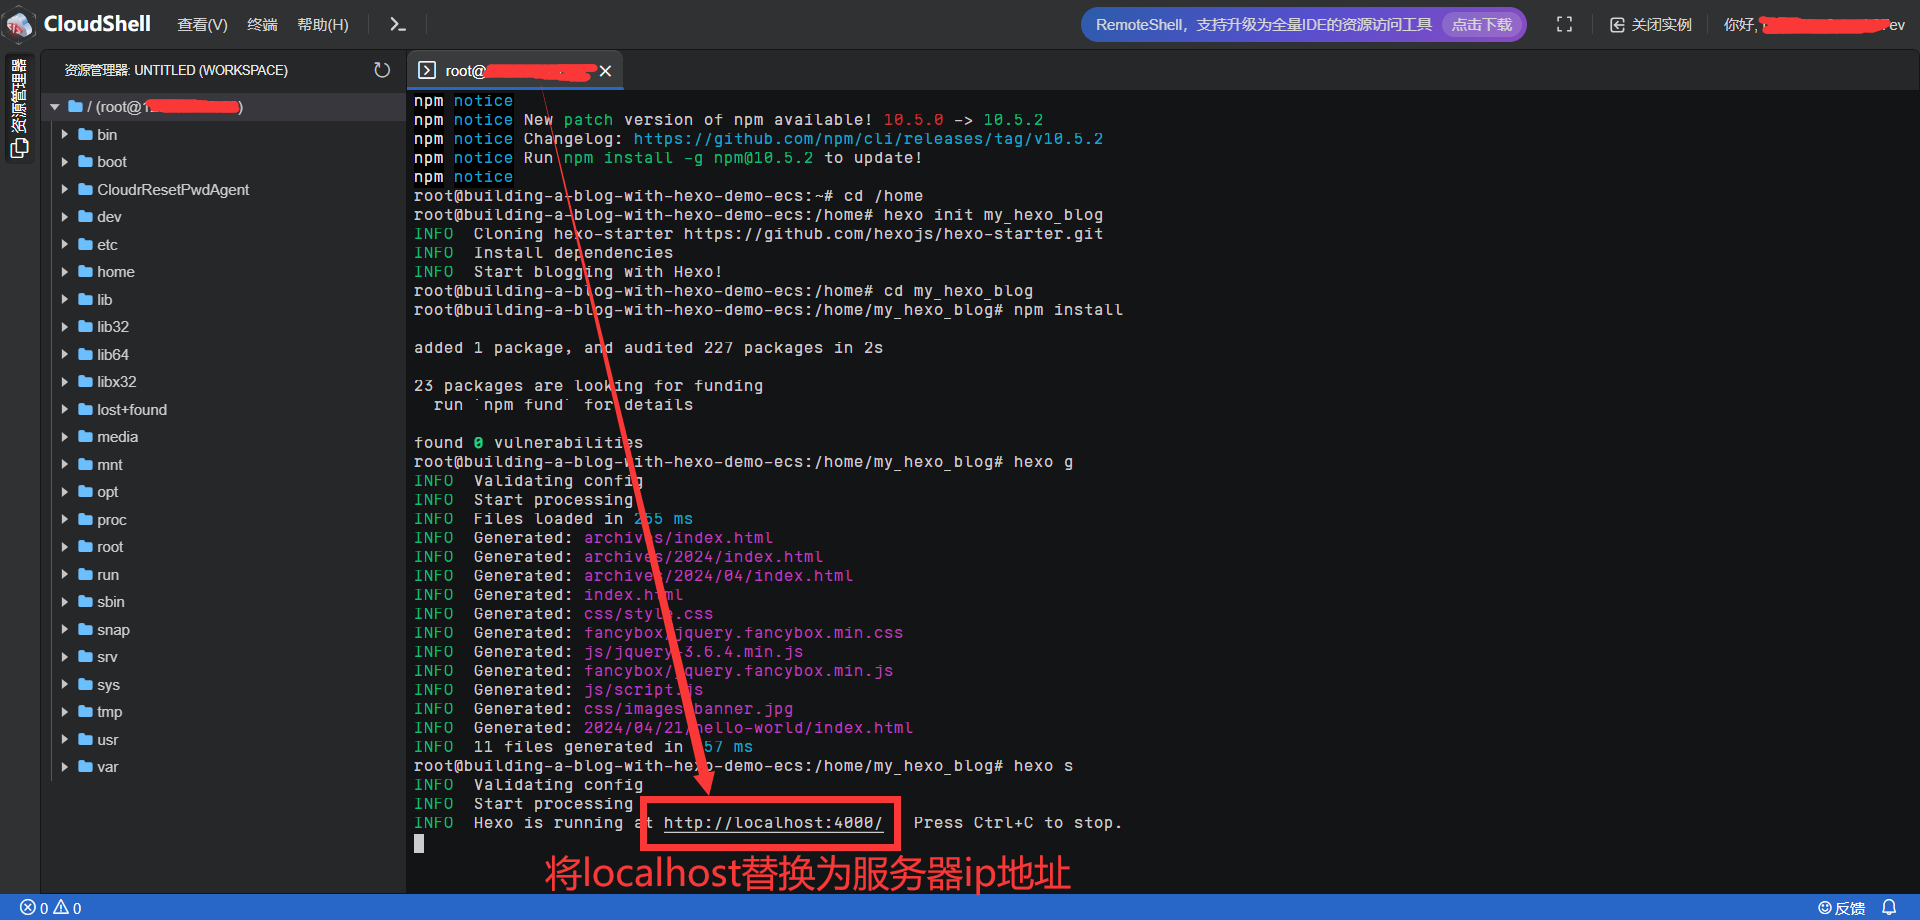 CloudShell 查看(V) 终端 帮助(H) RemoteShell，支持升级为全量IDE的资源访问工具 点击下载 关闭实例 你好,
资源管理器
资源管理器: UNTITLED (WORKSPACE)
/ (root@
bin
boot
CloudrResetPwdAgent
dev
etc
home
lib
lib32
lib64
libx32
lost+found
media
mnt
opt
proc
root
run
sbin
snap
srv
sys
tmp
usr
var
root@
npm notice
npm notice New patch version of npm available! 10.5.0 -> 10.5.2
npm notice Changelog: https://github.com/npm/cli/releases/tag/v10.5.2
npm notice Run npm install -g npm@10.5.2 to update!
npm notice
root@building-a-blog-with-hexo-demo-ecs:~# cd /home
root@building-a-blog-with-hexo-demo-ecs:/home# hexo init my_hexo_blog
INFO  Cloning hexo-starter https://github.com/hexojs/hexo-starter.git
INFO  Install dependencies
INFO  Start blogging with Hexo!
root@building-a-blog-with-hexo-demo-ecs:/home# cd my_hexo_blog
root@building-a-blog-with-hexo-demo-ecs:/home/my_hexo_blog# npm install
added 1 package, and audited 227 packages in 2s
23 packages are looking for funding
run `npm fund` for details
found 0 vulnerabilities
root@building-a-blog-with-hexo-demo-ecs:/home/my_hexo_blog# hexo g
INFO  Validating config
INFO  Start processing
INFO  Files loaded in 255 ms
INFO  Generated: archives/index.html
INFO  Generated: archives/2024/index.html
INFO  Generated: archives/2024/04/index.html
INFO  Generated: index.html
INFO  Generated: css/style.css
INFO  Generated: fancybox/jquery.fancybox.min.css
INFO  Generated: js/jquery-3.6.4.min.js
INFO  Generated: fancybox/jquery.fancybox.min.js
INFO  Generated: js/script.js
INFO  Generated: css/images/banner.jpg
INFO  Generated: 2024/04/21/hello-world/index.html
INFO  11 files generated in 57 ms
root@building-a-blog-with-hexo-demo-ecs:/home/my_hexo_blog# hexo s
INFO  Validating config
INFO  Start processing
INFO  Hexo is running at http://localhost:4000/ Press Ctrl+C to stop.
将localhost替换为服务器ip地址
0 0 反馈